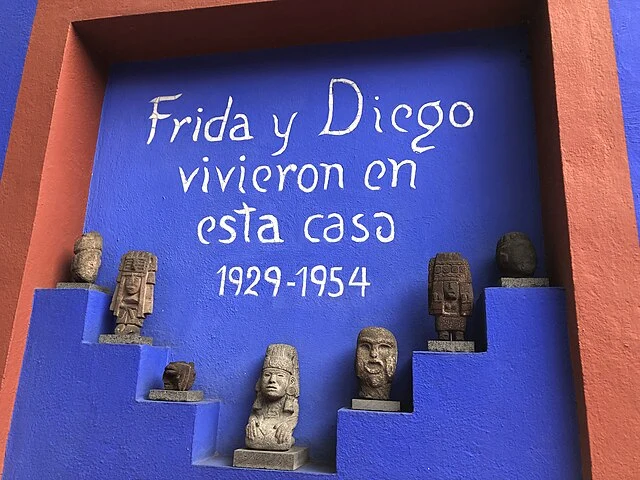 Frida y Diego
vivieron en
esta casa
1929-1954